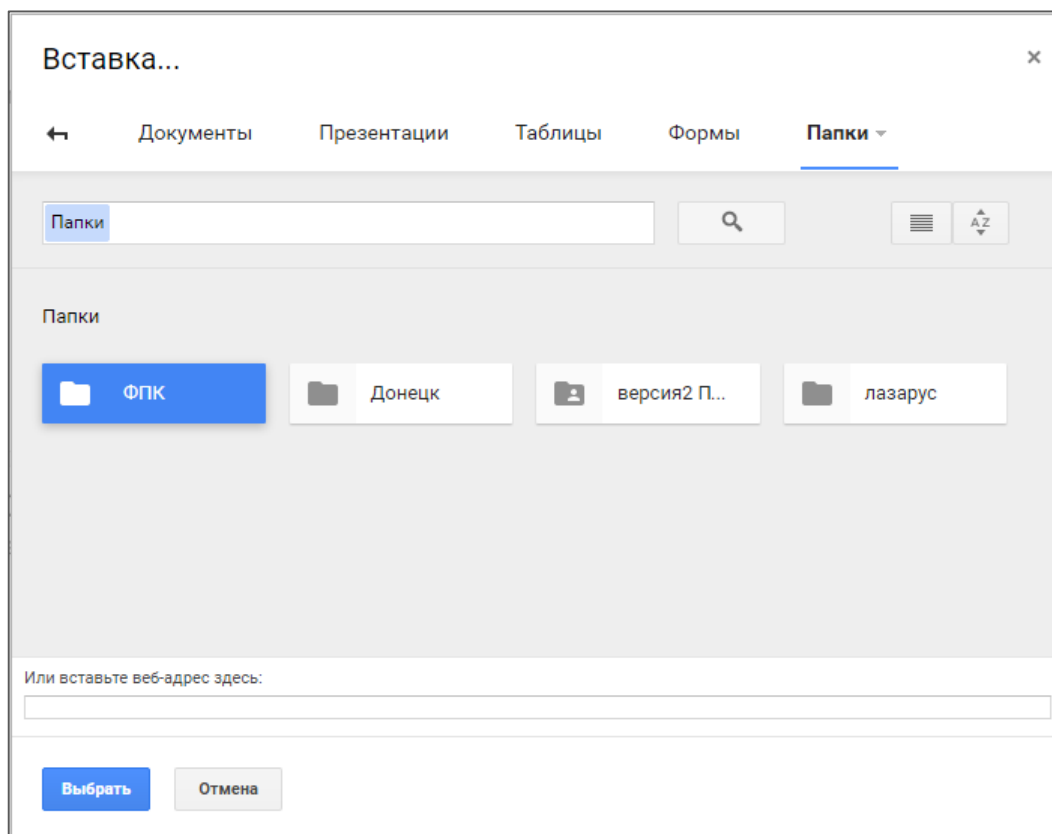 Вставка...
Документы Презентации Таблицы Формы Папки
Папки
AZ
Папки
ФПК Донецк версия2 П... лазарус
Или вставьте веб-адрес здесь:
Выбрать Отмена